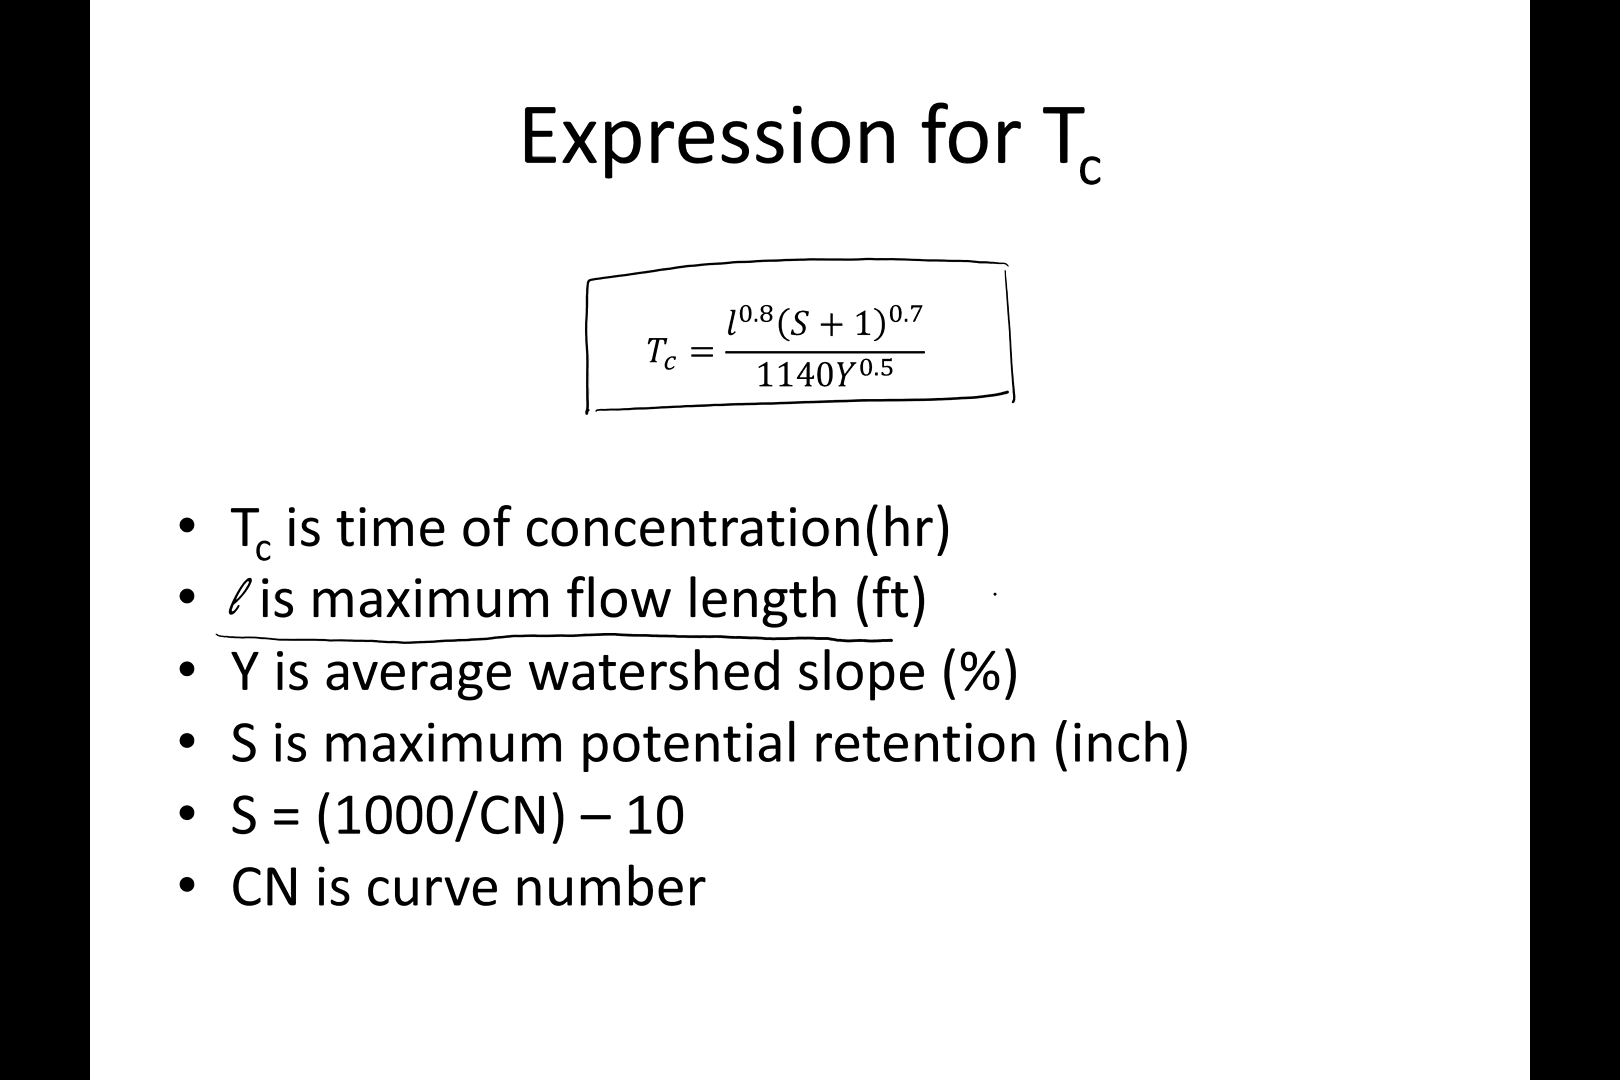 Expression for Tc
Tc = l^0.8(S + 1)^0.7 / 1140Y^0.5
• Tc is time of concentration(hr)
• ℓ is maximum flow length (ft)
• Y is average watershed slope (%)
• S is maximum potential retention (inch)
• S = (1000/CN) – 10
• CN is curve number